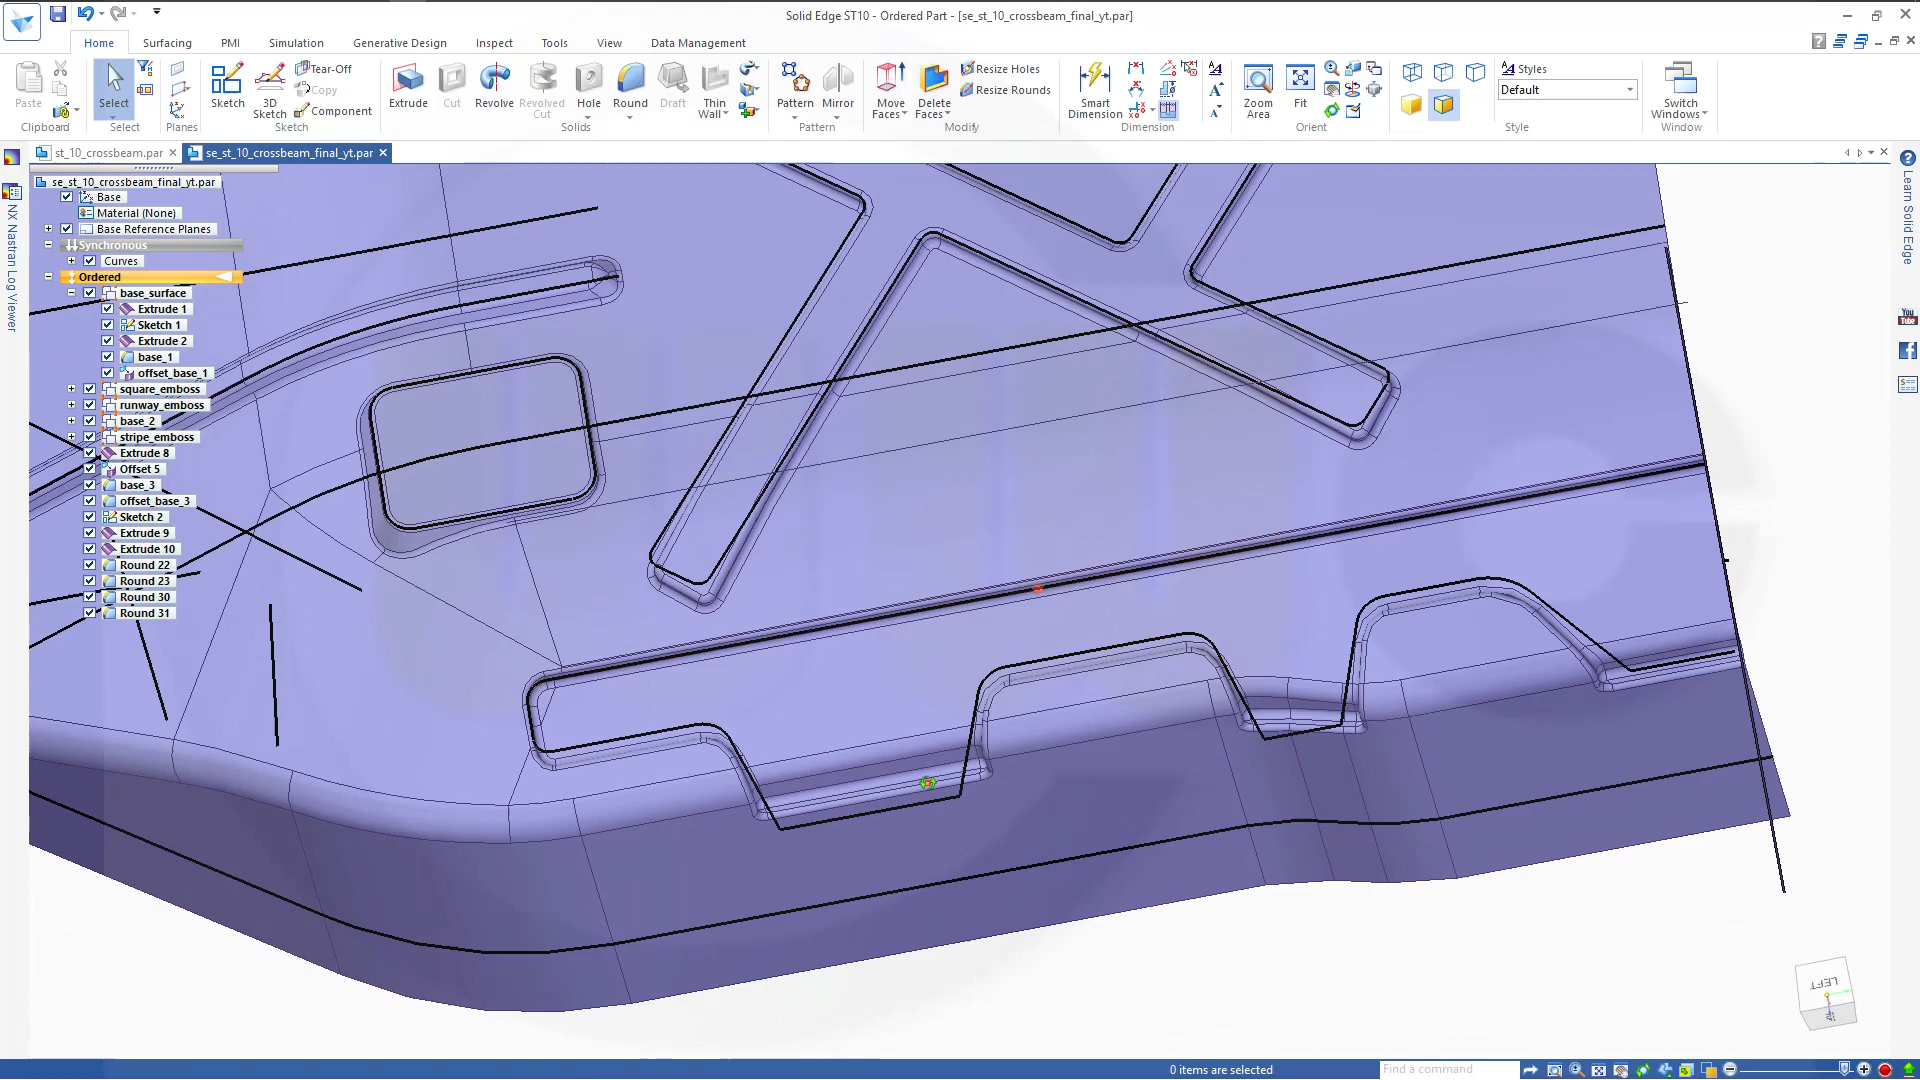 Solid Edge ST10 - Ordered Part - [se_st_10_crossbeam_final_yt.par]
Home Surfacing PMI Simulation Generative Design Inspect Tools View Data Management
Paste
Clipboard
Select
Select
Planes
Sketch
3D Sketch
Tear-Off
Copy
Component
Sketch
Extrude
Cut
Revolve
Revolved Cut
Hole
Round
Draft
Thin Wall
Solids
Pattern
Mirror
Pattern
Move Faces
Delete Faces
Resize Holes
Resize Rounds
Modify
Smart Dimension
Dimension
Zoom Area
Fit
Orient
Styles
Default
Style
Switch Windows
Window
st_10_crossbeam.par
se_st_10_crossbeam_final_yt.par
NX Nastran Log Viewer
Learn Solid Edge
You
Tube
se_st_10_crossbeam_final_yt.par
Base
Material (None)
Base Reference Planes
Synchronous
Curves
Ordered
base_surface
Extrude 1
Sketch 1
Extrude 2
base_1
offset_base_1
square_emboss
runway_emboss
base_2
stripe_emboss
Extrude 8
Offset 5
base_3
offset_base_3
Sketch 2
Extrude 9
Extrude 10
Round 22
Round 23
Round 30
Round 31
LEFT
0 items are selected
Find a command